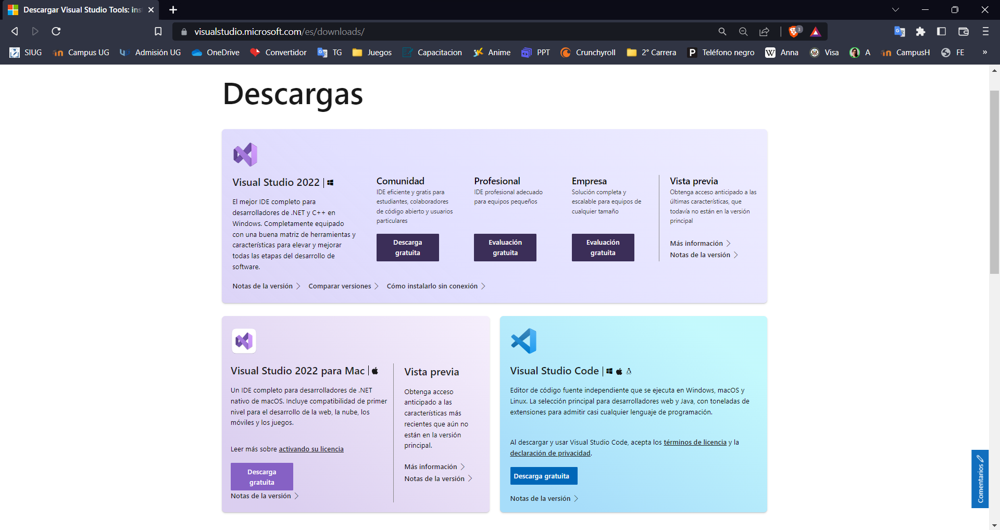 Descargar Visual Studio Tools: ins
visualstudio.microsoft.com/es/downloads/
3
SIUG
Campus UG
Admisión UG
OneDrive
Convertidor
TG
Juegos
Capacitacion
Anime
PPT
Crunchyroll
2° Carrera
P
Teléfono negro
W
Anna
Visa
A
CampusH
FE
»
Descargas
Visual Studio 2022
El mejor IDE completo para
desarrolladores de .NET y C++ en
Windows. Completamente equipado
con una buena matriz de herramientas y
características para elevar y mejorar
todas las etapas del desarrollo de
software.
Comunidad
IDE eficiente y gratis para
estudiantes, colaboradores
de código abierto y usuarios
particulares
Descarga
gratuita
Profesional
IDE profesional adecuado
para equipos pequeños
Evaluación
gratuita
Empresa
Solución completa y
escalable para equipos de
cualquier tamaño
Evaluación
gratuita
Vista previa
Obtenga acceso anticipado a las
últimas características, que
todavía no están en la versión
principal
Más información
Notas de la versión
Notas de la versión
Comparar versiones
Cómo instalarlo sin conexión
Visual Studio 2022 para Mac
Un IDE completo para desarrolladores de .NET
nativo de macOS. Incluye compatibilidad de primer
nivel para el desarrollo de la web, la nube, los
móviles y los juegos.
Leer más sobre activando su licencia
Descarga
gratuita
Notas de la versión
Vista previa
Obtenga acceso
anticipado a las
características más
recientes que aún no
están en la versión
principal.
Más información
Notas de la versión
Visual Studio Code
Editor de código fuente independiente que se ejecuta en Windows, macOS y
Linux. La selección principal para desarrolladores web y Java, con toneladas de
extensiones para admitir casi cualquier lenguaje de programación.
Al descargar y usar Visual Studio Code, acepta los términos de licencia y la
declaración de privacidad.
Descarga gratuita
Notas de la versión
Comentarios